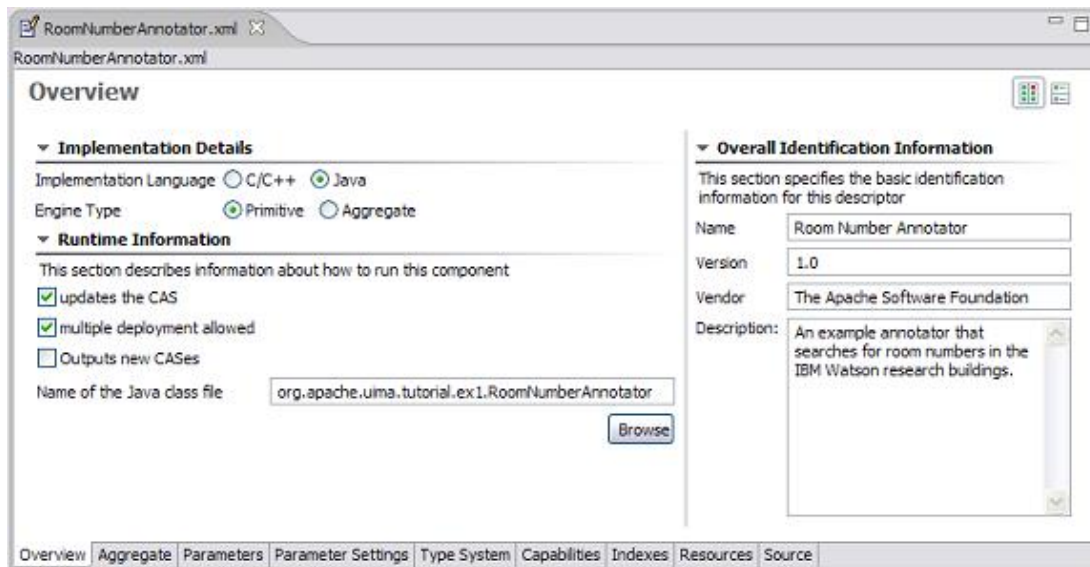 RoomNumberAnnotator.xml
RoomNumberAnnotator.xml
Overview
Implementation Details
Implementation Language C/C++ Java
Engine Type Primitive Aggregate
Runtime Information
This section describes information about how to run this component
updates the CAS
multiple deployment allowed
Outputs new CASes
Name of the Java class file org.apache.uima.tutorial.ex1.RoomNumberAnnotator
Browse
Overall Identification Information
This section specifies the basic identification
information for this descriptor
Name Room Number Annotator
Version 1.0
Vendor The Apache Software Foundation
Description: An example annotator that
searches for room numbers in the
IBM Watson research buildings.
Overview Aggregate Parameters Parameter Settings Type System Capabilities Indexes Resources Source